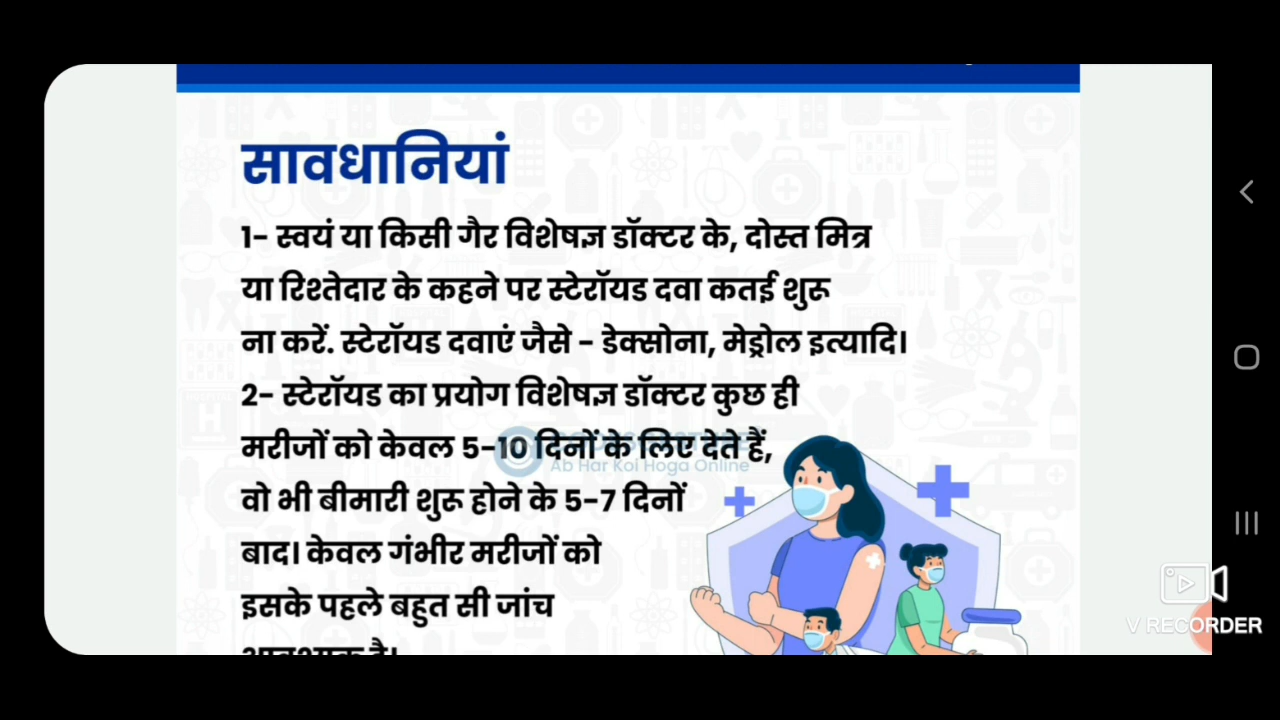 सावधानियां
1- स्वयं या किसी गैर विशेषज्ञ डॉक्टर के, दोस्त मित्र
या रिश्तेदार के कहने पर स्टेरॉयड दवा कतई शुरू
ना करें. स्टेरॉयड दवाएं जैसे - डेक्सोना, मेड्रोल इत्यादि।
2- स्टेरॉयड का प्रयोग विशेषज्ञ डॉक्टर कुछ ही
मरीजों को केवल 5-10 दिनों के लिए देते हैं,
Ab Har Koi Hoga Online
वो भी बीमारी शुरू होने के 5-7 दिनों
बाद। केवल गंभीर मरीजों को
इसके पहले बहुत सी जांच
V RECORDER